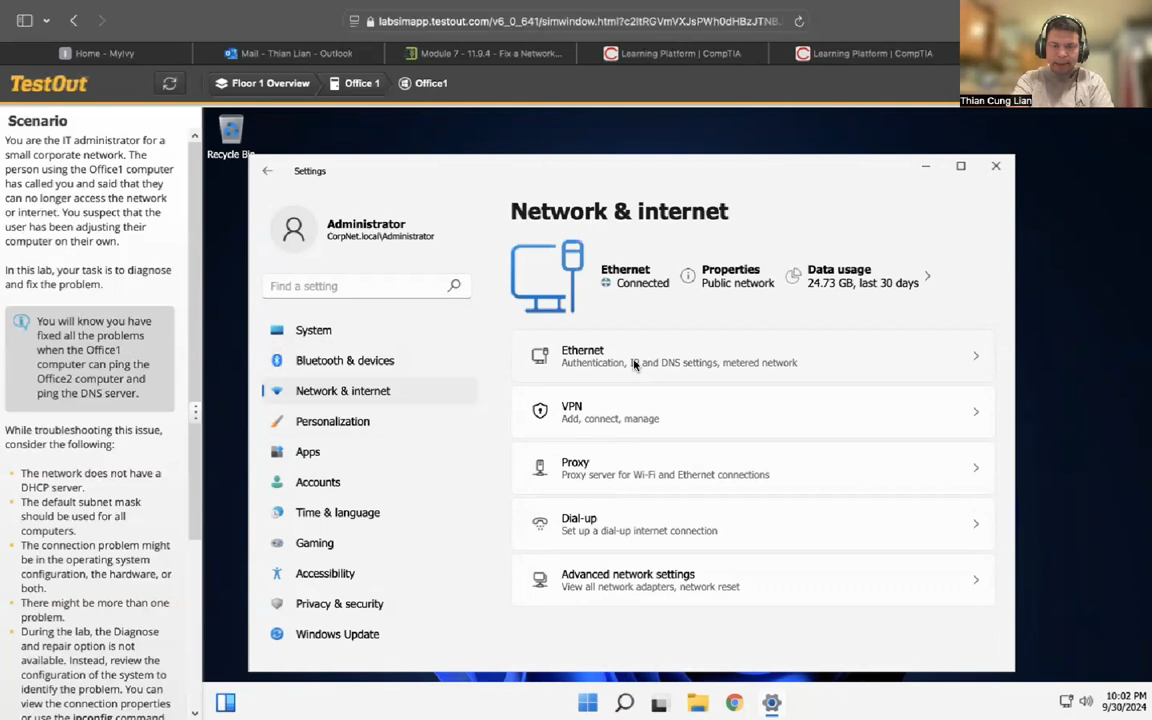 labsimapp.testout.com/v6_0_641/simwindow.html?c2ltRGVmVXJsPWh0dHBzJTNB
Home - MyIvy
Mail - Thian Lian - Outlook
Module 7 - 11.9.4 - Fix a Network...
Learning Platform | CompTIA
Learning Platform | CompTIA
Thian Cung Lian
TestOut
Floor 1 Overview
Office 1
Office1
Scenario
You are the IT administrator for a
small corporate network. The
person using the Office1 computer
has called you and said that they
can no longer access the network
or internet. You suspect that the
user has been adjusting their
computer on their own.
In this lab, your task is to diagnose
and fix the problem.
You will know you have
fixed all the problems
when the Office1
computer can ping the
Office2 computer and
ping the DNS server.
While troubleshooting this issue,
consider the following:
The network does not have a
DHCP server.
The default subnet mask
should be used for all
computers.
The connection problem might
be in the operating system
configuration, the hardware, or
both.
There might be more than one
problem.
During the lab, the Diagnose
and repair option is not
available. Instead, review the
configuration of the system to
identify the problem. You can
view the connection properties
or use the ipconfig command
Recycle Bin
Settings
Administrator
CorpNet.local\Administrator
Find a setting
System
Bluetooth & devices
Network & internet
Personalization
Apps
Accounts
Time & language
Gaming
Accessibility
Privacy & security
Windows Update
Network & internet
Ethernet
Connected
Properties
Public network
Data usage
24.73 GB, last 30 days
Ethernet
Authentication, IP and DNS settings, metered network
VPN
Add, connect, manage
Proxy
Proxy server for Wi-Fi and Ethernet connections
Dial-up
Set up a dial-up internet connection
Advanced network settings
View all network adapters, network reset
10:02 PM
9/30/2024